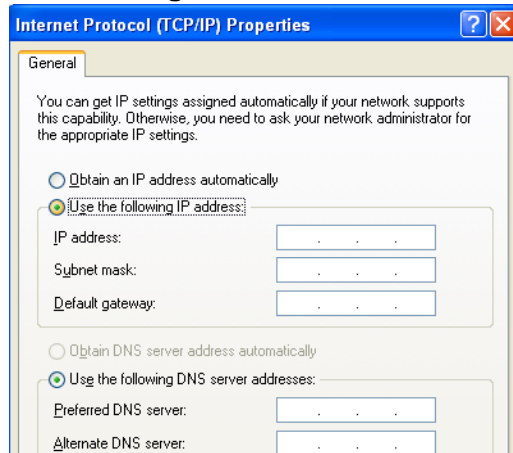 Internet Protocol (TCP/IP) Properties
General
You can get IP settings assigned automatically if your network supports
this capability. Otherwise, you need to ask your network administrator for
the appropriate IP settings.
Obtain an IP address automatically
Use the following IP address:
IP address:
Subnet mask:
Default gateway:
Obtain DNS server address automatically
Use the following DNS server addresses:
Preferred DNS server:
Alternate DNS server: